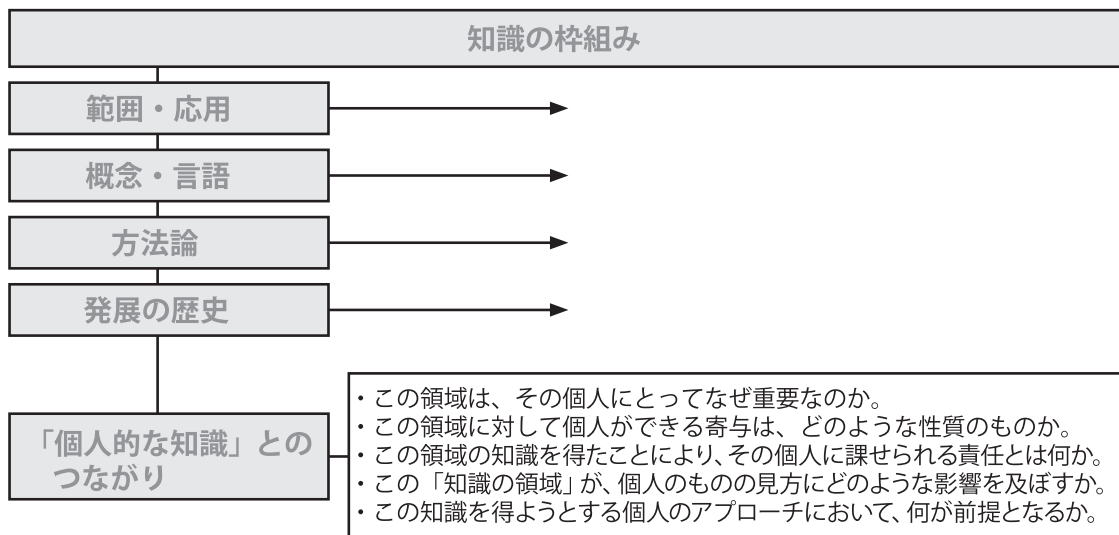 知識の枠組み
範囲・応用
概念・言語
方法論
発展の歴史
「個人的な知識」との
つながり
・この領域は、その個人にとってなぜ重要なのか。
・この領域に対して個人ができる寄与は、どのような性質のものか。
・この領域の知識を得たことにより、その個人に課せられる責任とは何か。
・この「知識の領域」が、個人のものの見方にどのような影響を及ぼすか。
・この知識を得ようとする個人のアプローチにおいて、何が前提となるか。